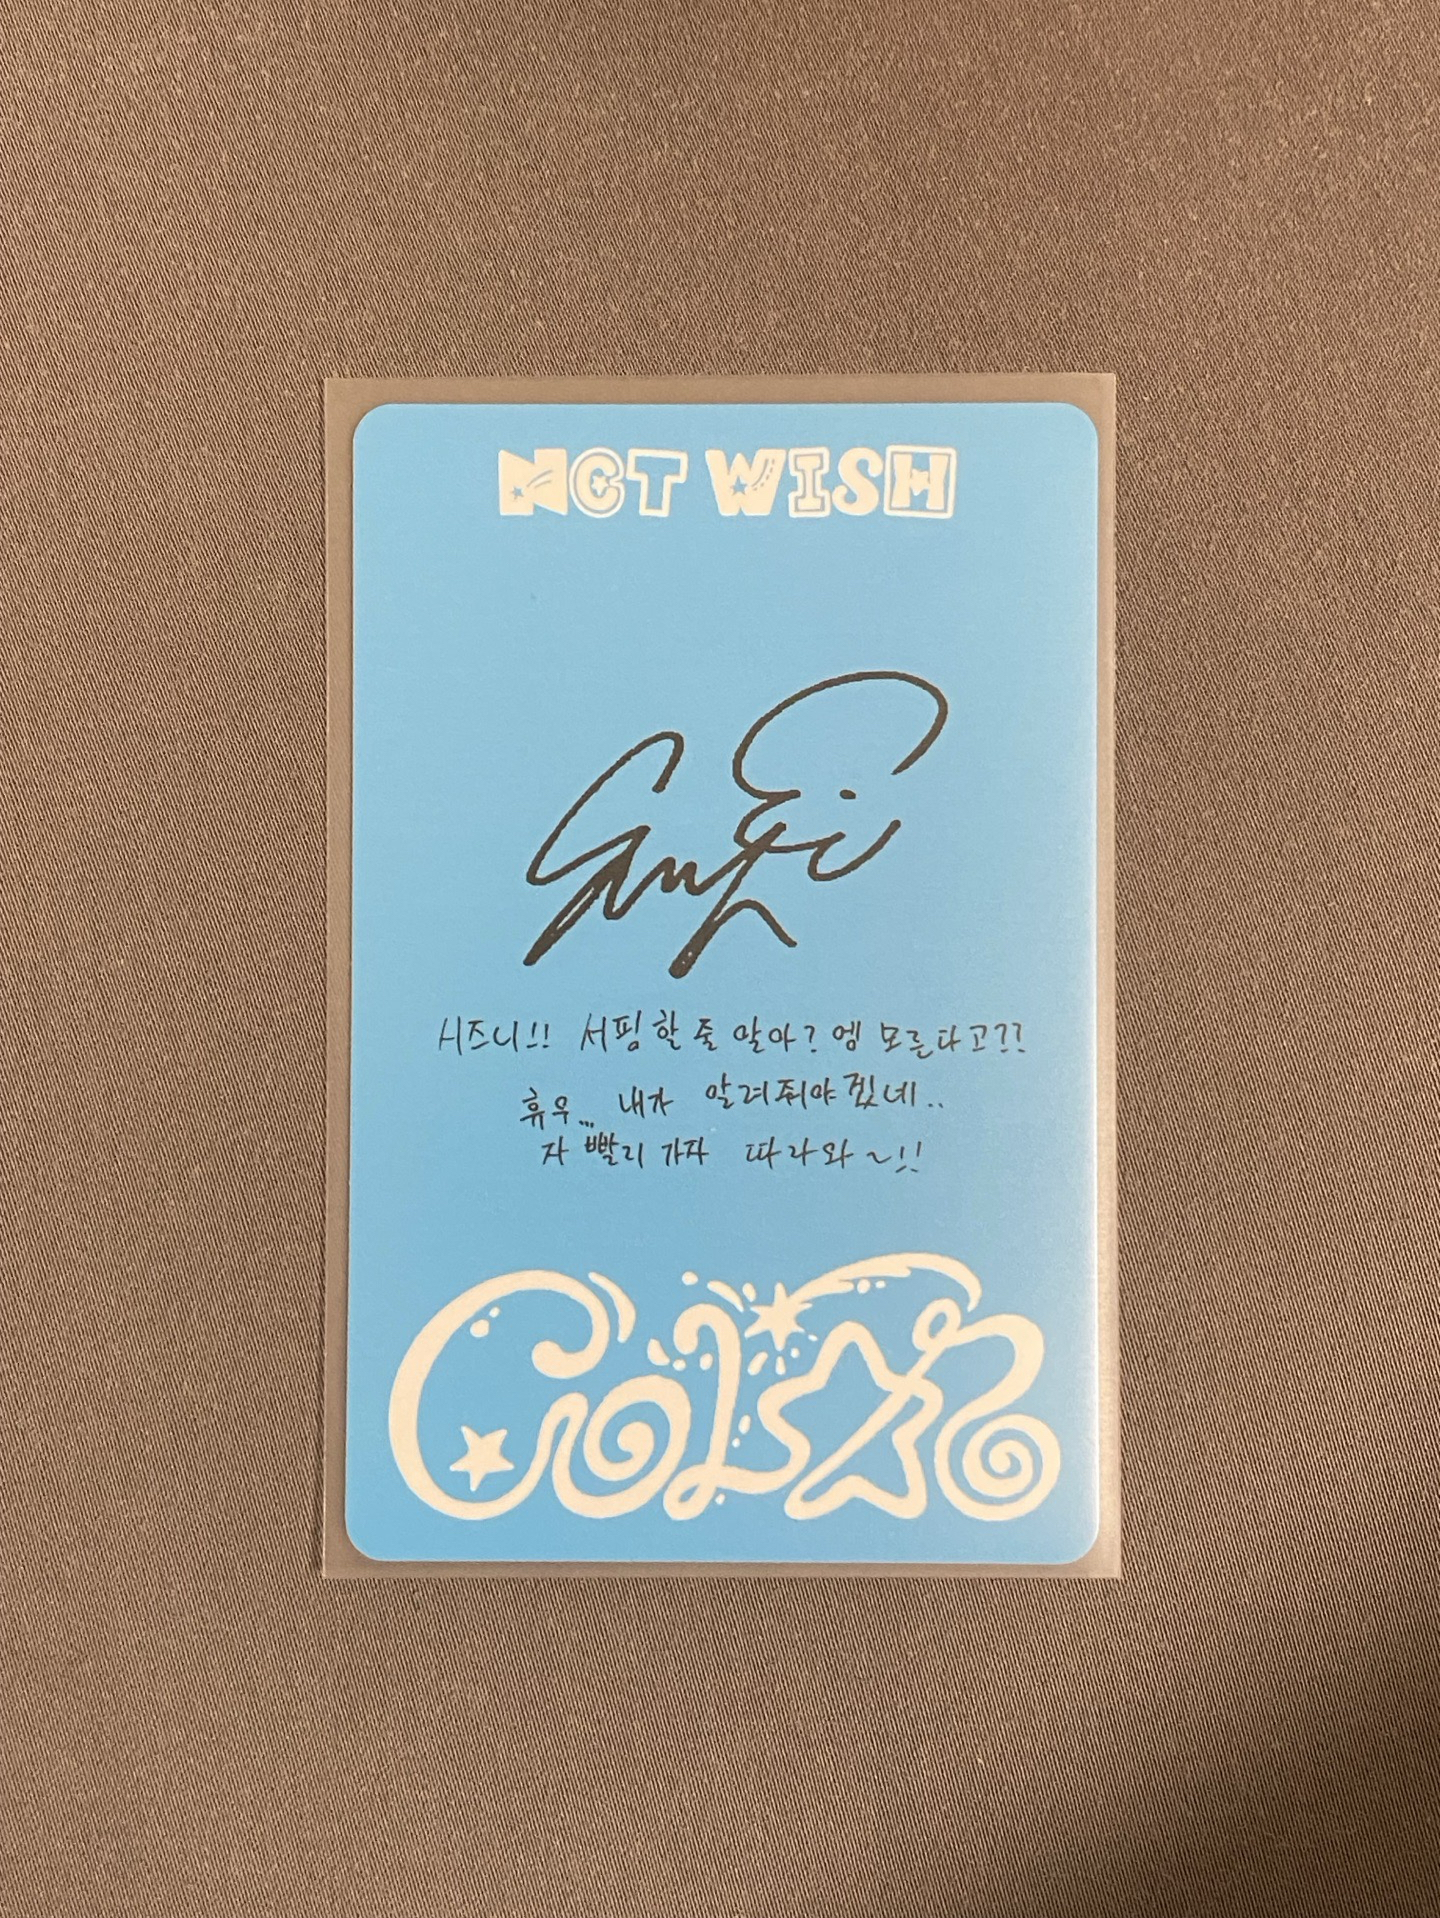 NCT WISH
시즈니!! 서핑할 줄 알아? 엥 모른다고??
휴우... 내가 알려줘야겠네..
자 빨리 가자 따라와~!!
Color